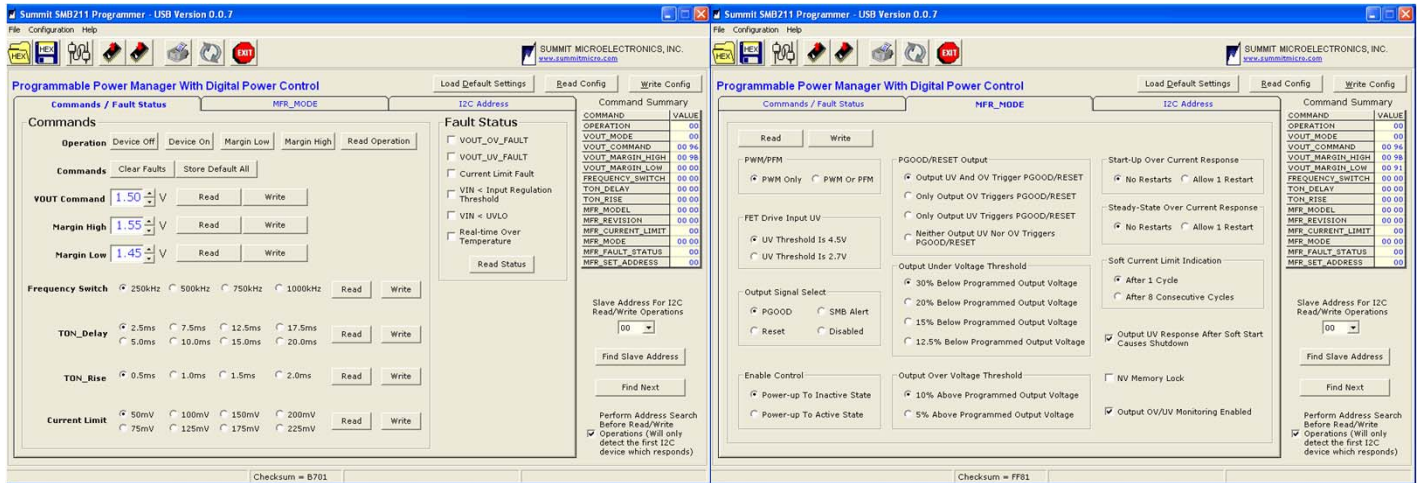 Summit SMB211 Programmer - USB Version 0.0.7
File Configuration Help
HEX HEX EXIT
SUMMIT MICROELECTRONICS, INC.
www.summitmicro.com
Programmable Power Manager With Digital Power Control
Load Default Settings Read Config Write Config
Commands / Fault Status MFR_MODE I2C Address
Commands
Operation Device Off Device On Margin Low Margin High Read Operation
Commands Clear Faults Store Default All
VOUT Command 1.50 V Read Write
Margin High 1.55 V Read Write
Margin Low 1.45 V Read Write
Frequency Switch 250kHz 500kHz 750kHz 1000kHz Read Write
TON_Delay 2.5ms 7.5ms 12.5ms 17.5ms Read Write
5.0ms 10.0ms 15.0ms 20.0ms
TON_Rise 0.5ms 1.0ms 1.5ms 2.0ms Read Write
Current Limit 50mV 100mV 150mV 200mV Read Write
75mV 125mV 175mV 225mV
Fault Status
VOUT_OV_FAULT
VOUT_UV_FAULT
Current Limit Fault
VIN < Input Regulation
Threshold
VIN < UVLO
Real-time Over
Temperature
Read Status
Command Summary
COMMAND VALUE
OPERATION 00
VOUT_MODE 00
VOUT_COMMAND 00 96
VOUT_MARGIN_HIGH 00 9B
VOUT_MARGIN_LOW 00 00
FREQUENCY_SWITCH 00 00
TON_DELAY 00 00
TON_RISE 00 00
MFR_MODEL 00
MFR_REVISION 00
MFR_CURRENT_LIMIT 00
MFR_MODE 00 00
MFR_FAULT_STATUS 00
MFR_SET_ADDRESS 00
Slave Address For I2C
Read/Write Operations
00
Find Slave Address
Find Next
Perform Address Search
Before Read/Write
Operations (Will only
detect the first I2C
device which responds)
Checksum = B701
Summit SMB211 Programmer - USB Version 0.0.7
File Configuration Help
HEX HEX EXIT
SUMMIT MICROELECTRONICS, INC.
www.summitmicro.com
Programmable Power Manager With Digital Power Control
Load Default Settings Read Config Write Config
Commands / Fault Status MFR_MODE I2C Address
Read Write
PWM/PFM
PWM Only PWM Or PFM
FET Drive Input UV
UV Threshold Is 4.5V
UV Threshold Is 2.7V
Output Signal Select
PGOOD SMB Alert
Reset Disabled
Enable Control
Power-up To Inactive State
Power-up To Active State
PGOOD/RESET Output
Output UV And OV Trigger PGOOD/RESET
Only Output OV Triggers PGOOD/RESET
Only Output UV Triggers PGOOD/RESET
Neither Output UV Nor OV Triggers
PGOOD/RESET
Output Under Voltage Threshold
30% Below Programmed Output Voltage
20% Below Programmed Output Voltage
15% Below Programmed Output Voltage
12.5% Below Programmed Output Voltage
Output Over Voltage Threshold
10% Above Programmed Output Voltage
5% Above Programmed Output Voltage
Start-Up Over Current Response
No Restarts Allow 1 Restart
Steady-State Over Current Response
No Restarts Allow 1 Restart
Soft Current Limit Indication
After 1 Cycle
After 8 Consecutive Cycles
Output UV Response After Soft Start
Causes Shutdown
NV Memory Lock
Output OV/UV Monitoring Enabled
Command Summary
COMMAND VALUE
OPERATION 00
VOUT_MODE 00
VOUT_COMMAND 00 96
VOUT_MARGIN_HIGH 00 9B
VOUT_MARGIN_LOW 00 91
FREQUENCY_SWITCH 00 00
TON_DELAY 00 00
TON_RISE 00 00
MFR_MODEL 00
MFR_REVISION 00
MFR_CURRENT_LIMIT 00
MFR_MODE 00 00
MFR_FAULT_STATUS 00
MFR_SET_ADDRESS 00
Slave Address For I2C
Read/Write Operations
00
Find Slave Address
Find Next
Perform Address Search
Before Read/Write
Operations (Will only
detect the first I2C
device which responds)
Checksum = FF81